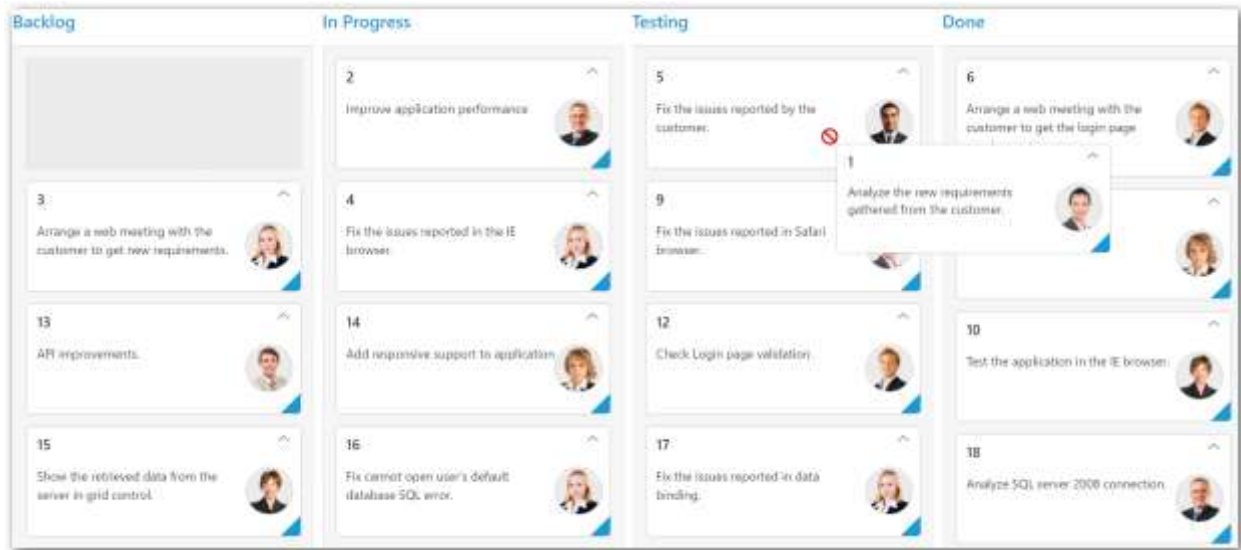 Backlog
In Progress
Testing
Done
2
Improve application performance
5
Fix the issues reported by the
customer.
6
Arrange a web meeting with the
customer to get the login page
1
Analyze the new requirements
gathered from the customer.
3
Arrange a web meeting with the
customer to get new requirements.
4
Fix the issues reported in the IE
browser.
9
Fix the issues reported in Safari
browser.
13
API improvements.
14
Add responsive support to application
12
Check Login page validation.
10
Test the application in the IE browser.
15
Show the retrieved data from the
server in grid control.
16
Fix cannot open user's default
database SQL error.
17
Fix the issues reported in data
binding.
18
Analyze SQL server 2008 connection.